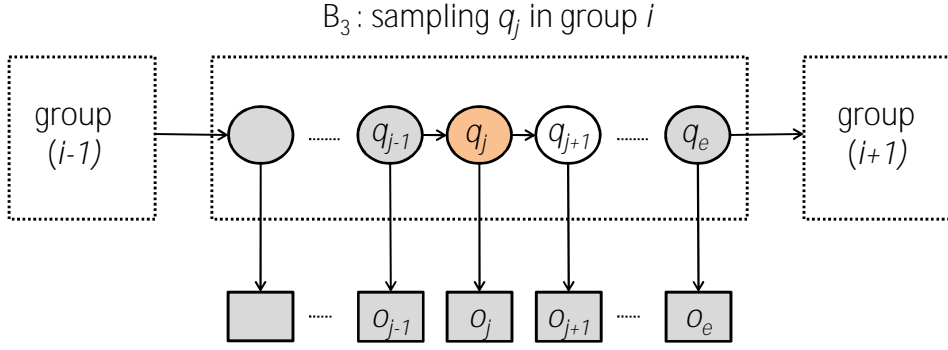 B₃ : sampling qⱼ in group i
group
(i-1)
group
(i+1)
...... qⱼ₋₁ qⱼ qⱼ₊₁ ...... qₑ
...... oⱼ₋₁ oⱼ oⱼ₊₁ ...... oₑ